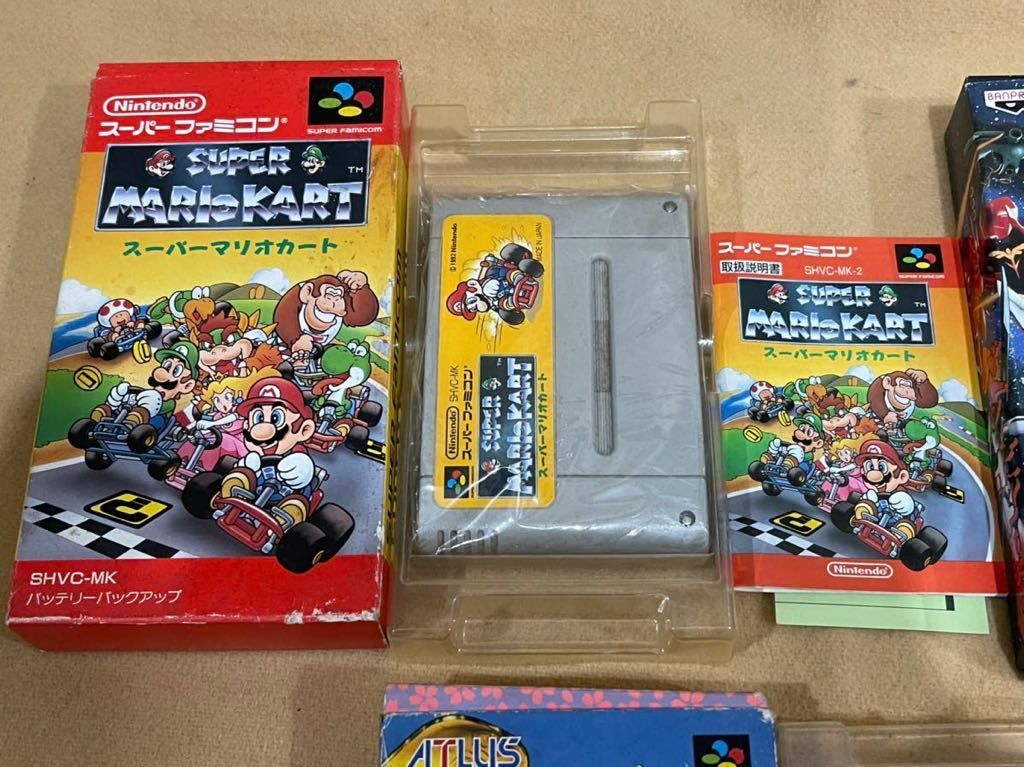 Nintendo
スーパーファミコン®
SUPER FAMICOM
SUPER
MARIO KART™
スーパーマリオカート
SHVC-MK
バッテリーバックアップ
© 1992 Nintendo
MADE IN JAPAN
Nintendo SHVC-MK
スーパーファミコン®
SUPER
MARIO KART
スーパーマリオカート
スーパーファミコン®
取扱説明書 SHVC-MK-2
SUPER FAMICOM
SUPER
MARIO KART™
スーパーマリオカート
Nintendo
ATLUS